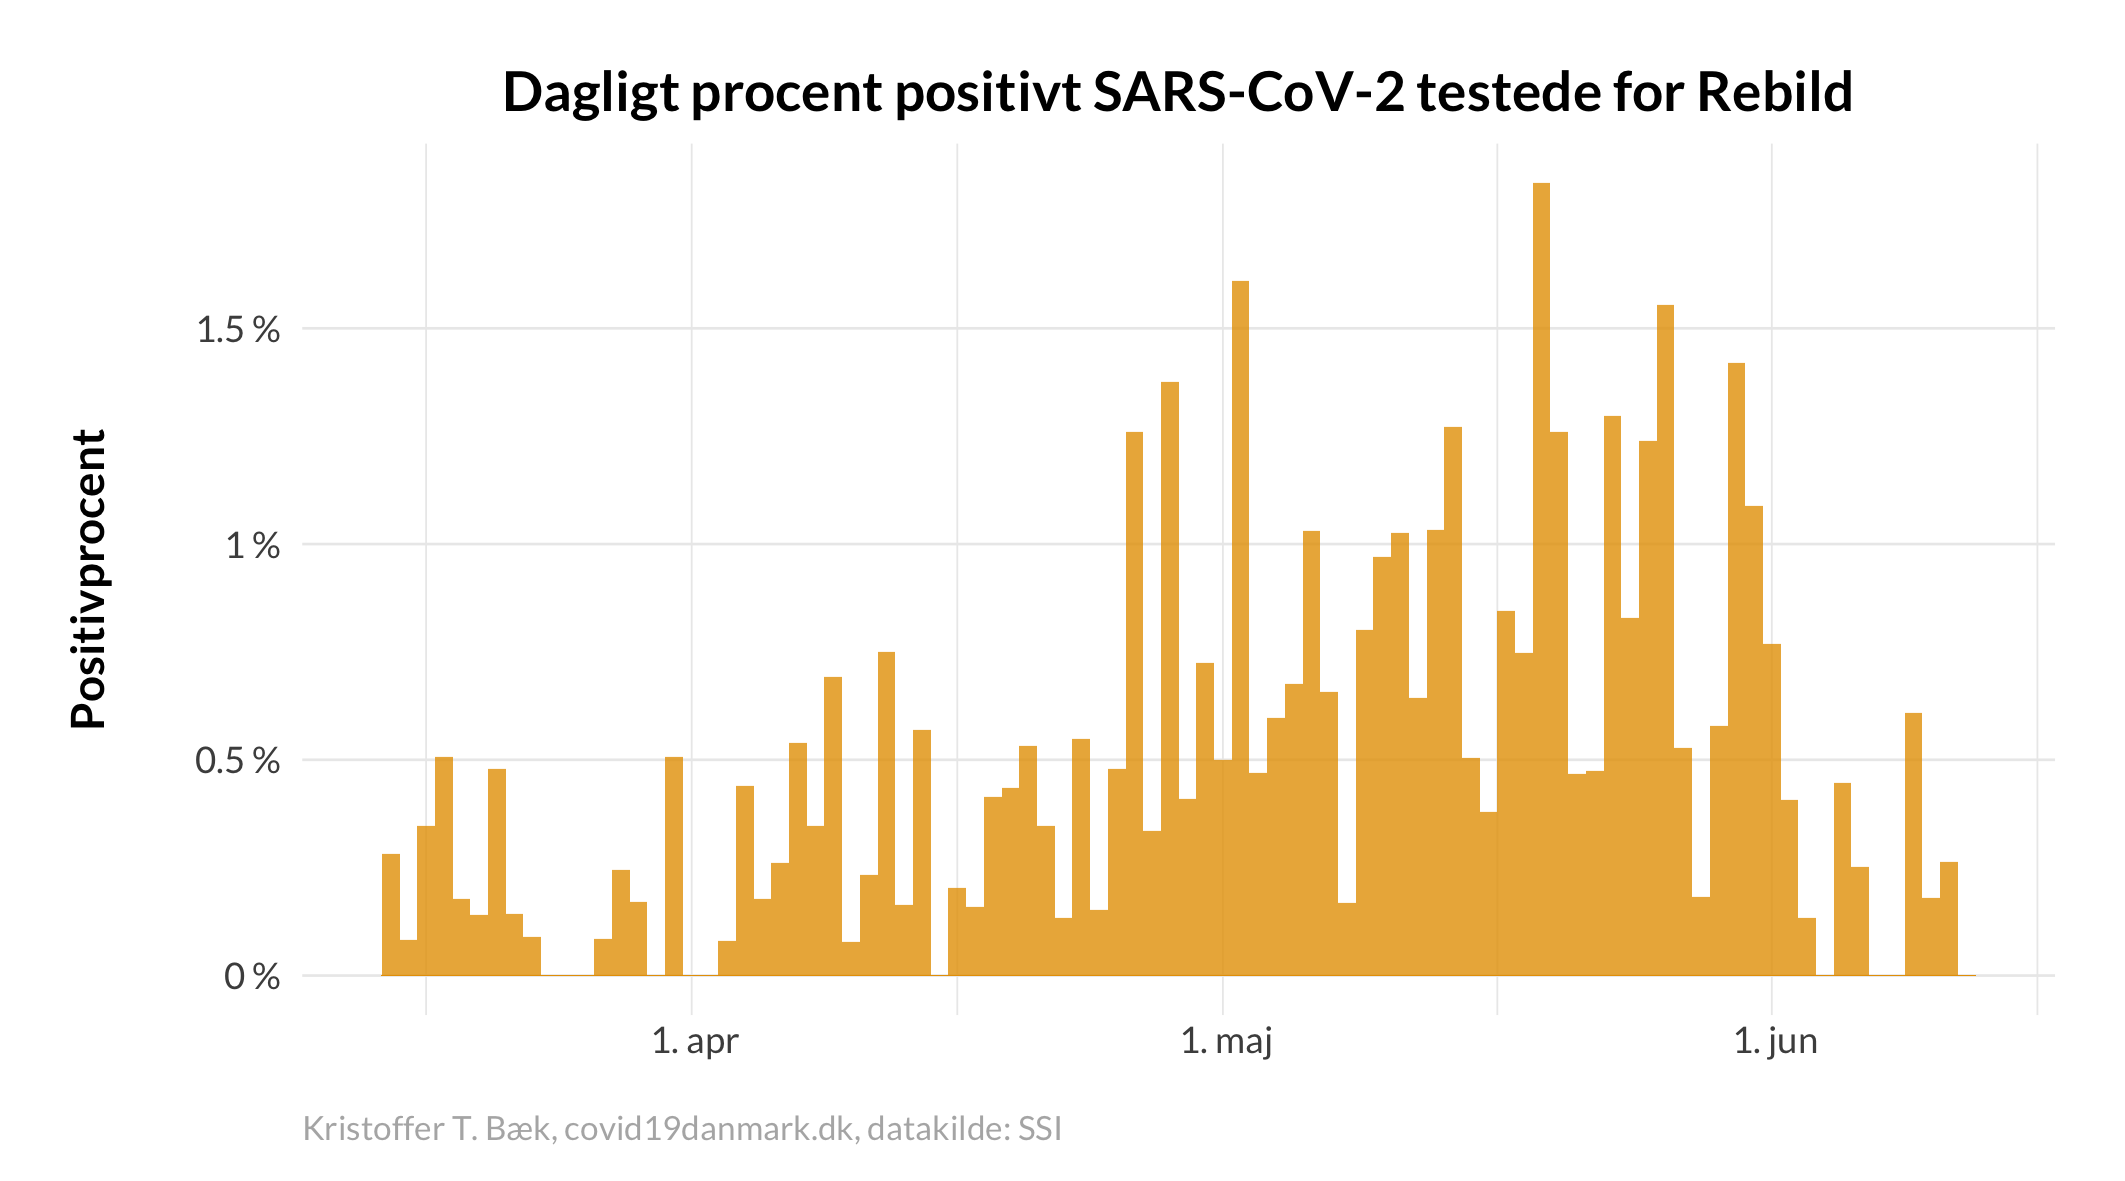 Dagligt procent positivt SARS-CoV-2 testede for Rebild
Positivprocent
1.5 %
1 %
0.5 %
0 %
1. apr
1. maj
1. jun
Kristoffer T. Bæk, covid19danmark.dk, datakilde: SSI